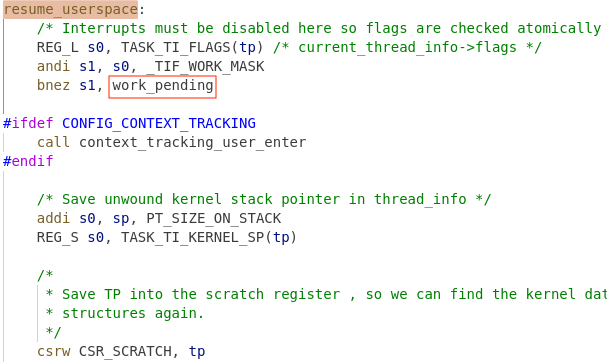 resume_userspace:
/* Interrupts must be disabled here so flags are checked atomically
REG_L s0, TASK_TI_FLAGS(tp) /* current_thread_info->flags */
andi s1, s0, _TIF_WORK_MASK
bnez s1, work_pending
#ifdef CONFIG_CONTEXT_TRACKING
call context_tracking_user_enter
#endif
/* Save unwound kernel stack pointer in thread_info */
addi s0, sp, PT_SIZE_ON_STACK
REG_S s0, TASK_TI_KERNEL_SP(tp)
/*
* Save TP into the scratch register , so we can find the kernel dat
* structures again.
*/
csrw CSR_SCRATCH, tp